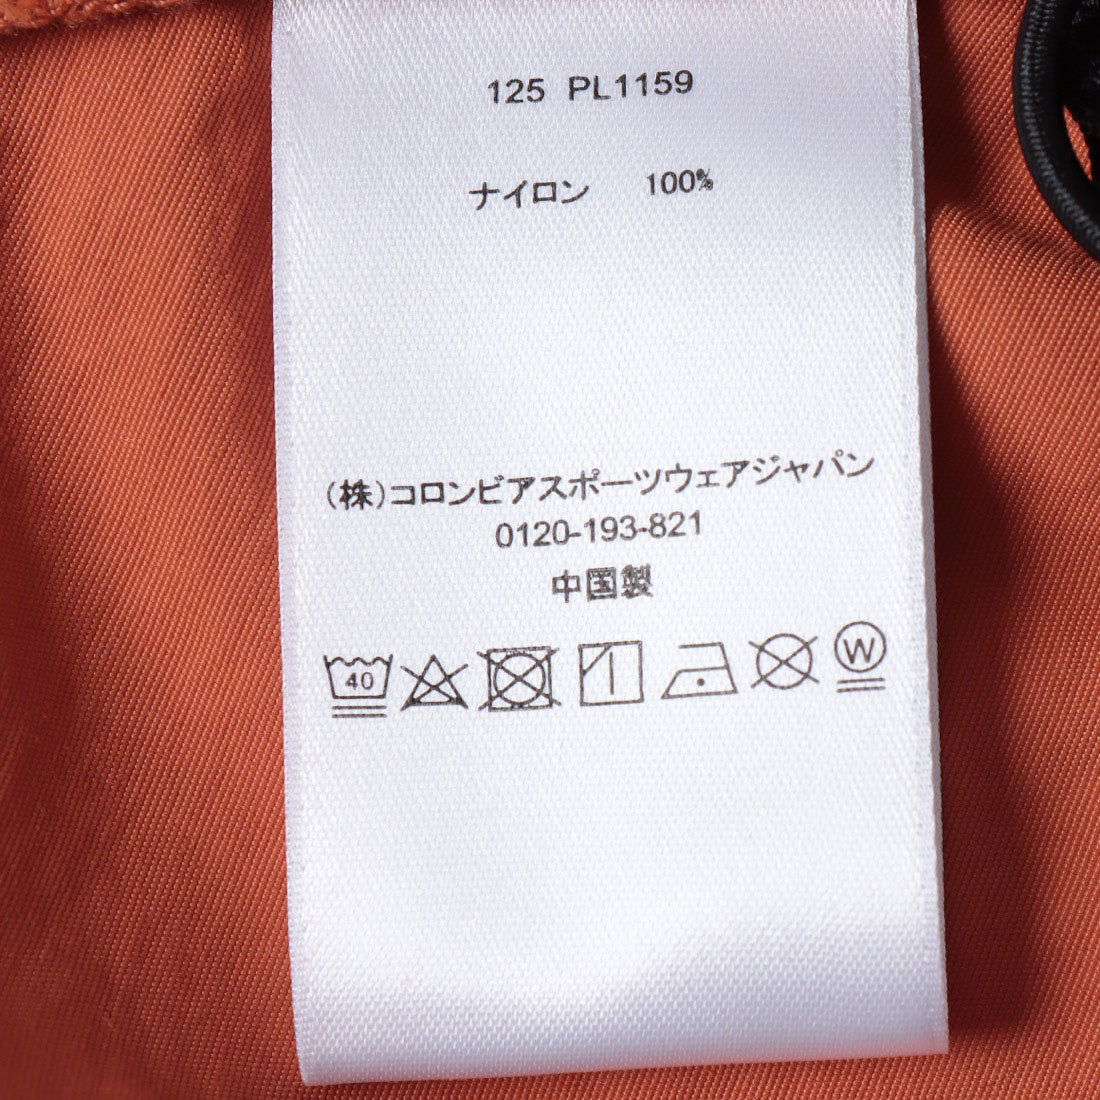 125 PL1159
ナイロン 100%
(株)コロンビアスポーツウェアジャパン
0120-193-821
中国製
40 W